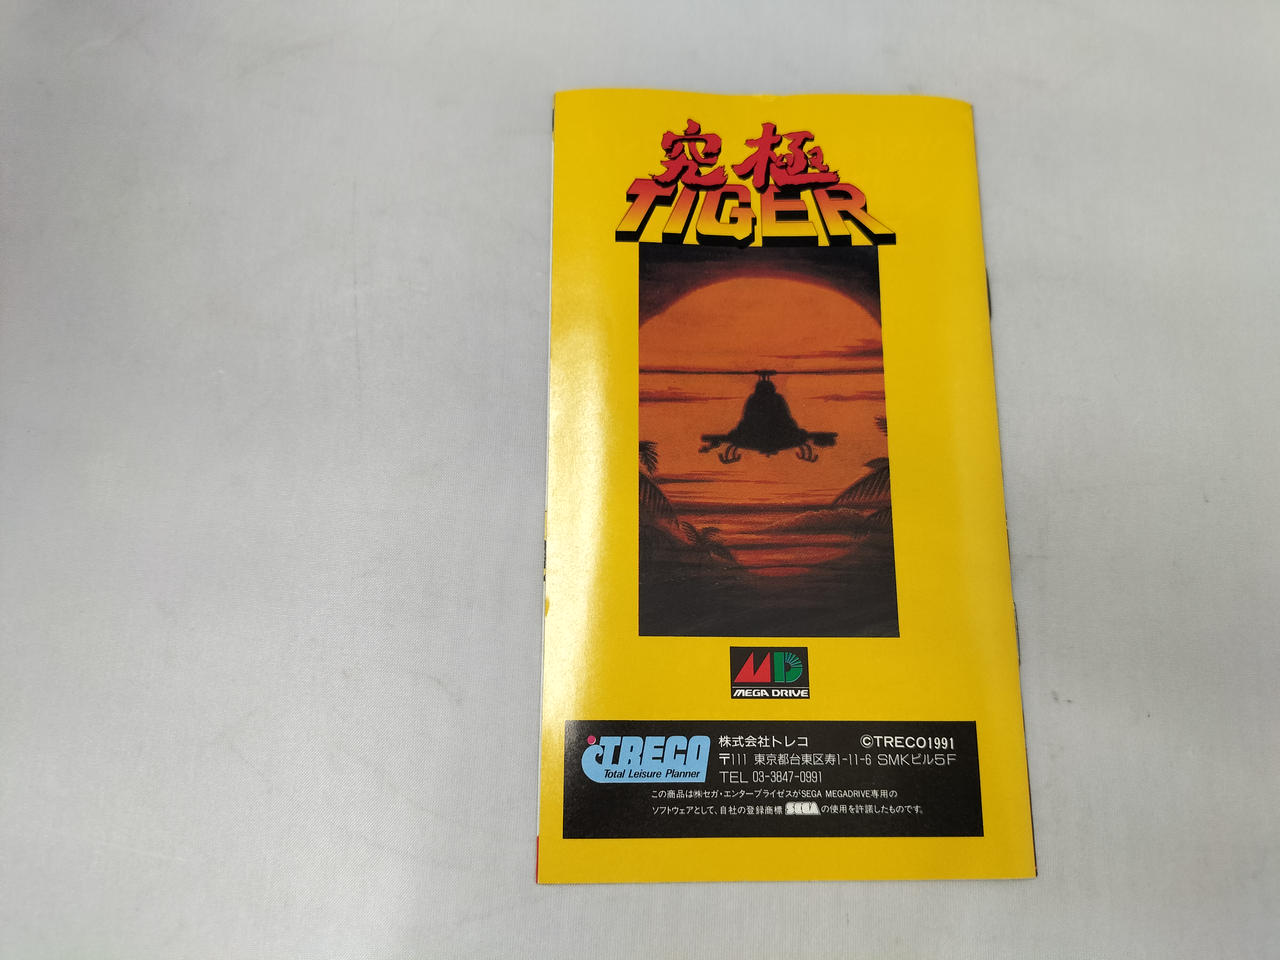 究極
TIGER
MD
MEGA DRIVE
TRECO
Total Leisure Planner
株式会社トレコ ©TRECO1991
〒111 東京都台東区寿1-11-6 SMKビル5F
TEL 03-3847-0991
この商品は㈱セガ・エンタープライゼスがSEGA MEGADRIVE専用の
ソフトウェアとして、自社の登録商標 SEGA の使用を許諾したものです。